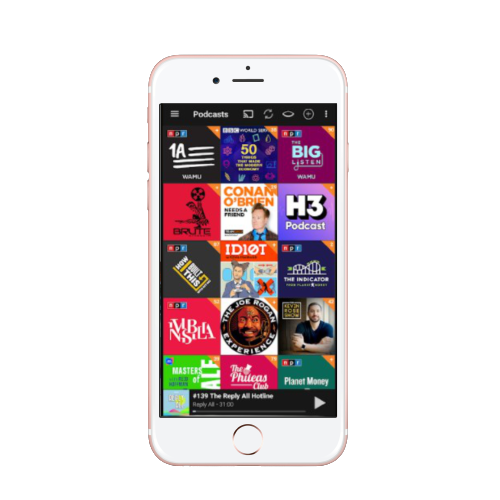 Podcasts
npr
1A
WAMU
BBC WORLD SERVICE
50
THINGS
THAT MADE
THE MODERN
ECONOMY
npr
THE
BIG
LISTEN
WAMU
BRUTE
CONAN
O'BRIEN
NEEDS A
FRIEND
H3
Podcast
npr
HOW
I BUILT
THIS
IDIOT
npr
THE INDICATOR
FROM PLANET MONEY
npr
INVISIBILIA
THE JOE ROGAN
EXPERIENCE
KEVIN
ROSE
SHOW
MASTERS
of
The
Phileas
Club
npr
Planet Money
#139 The Reply All Hotline
Reply All - 31:00